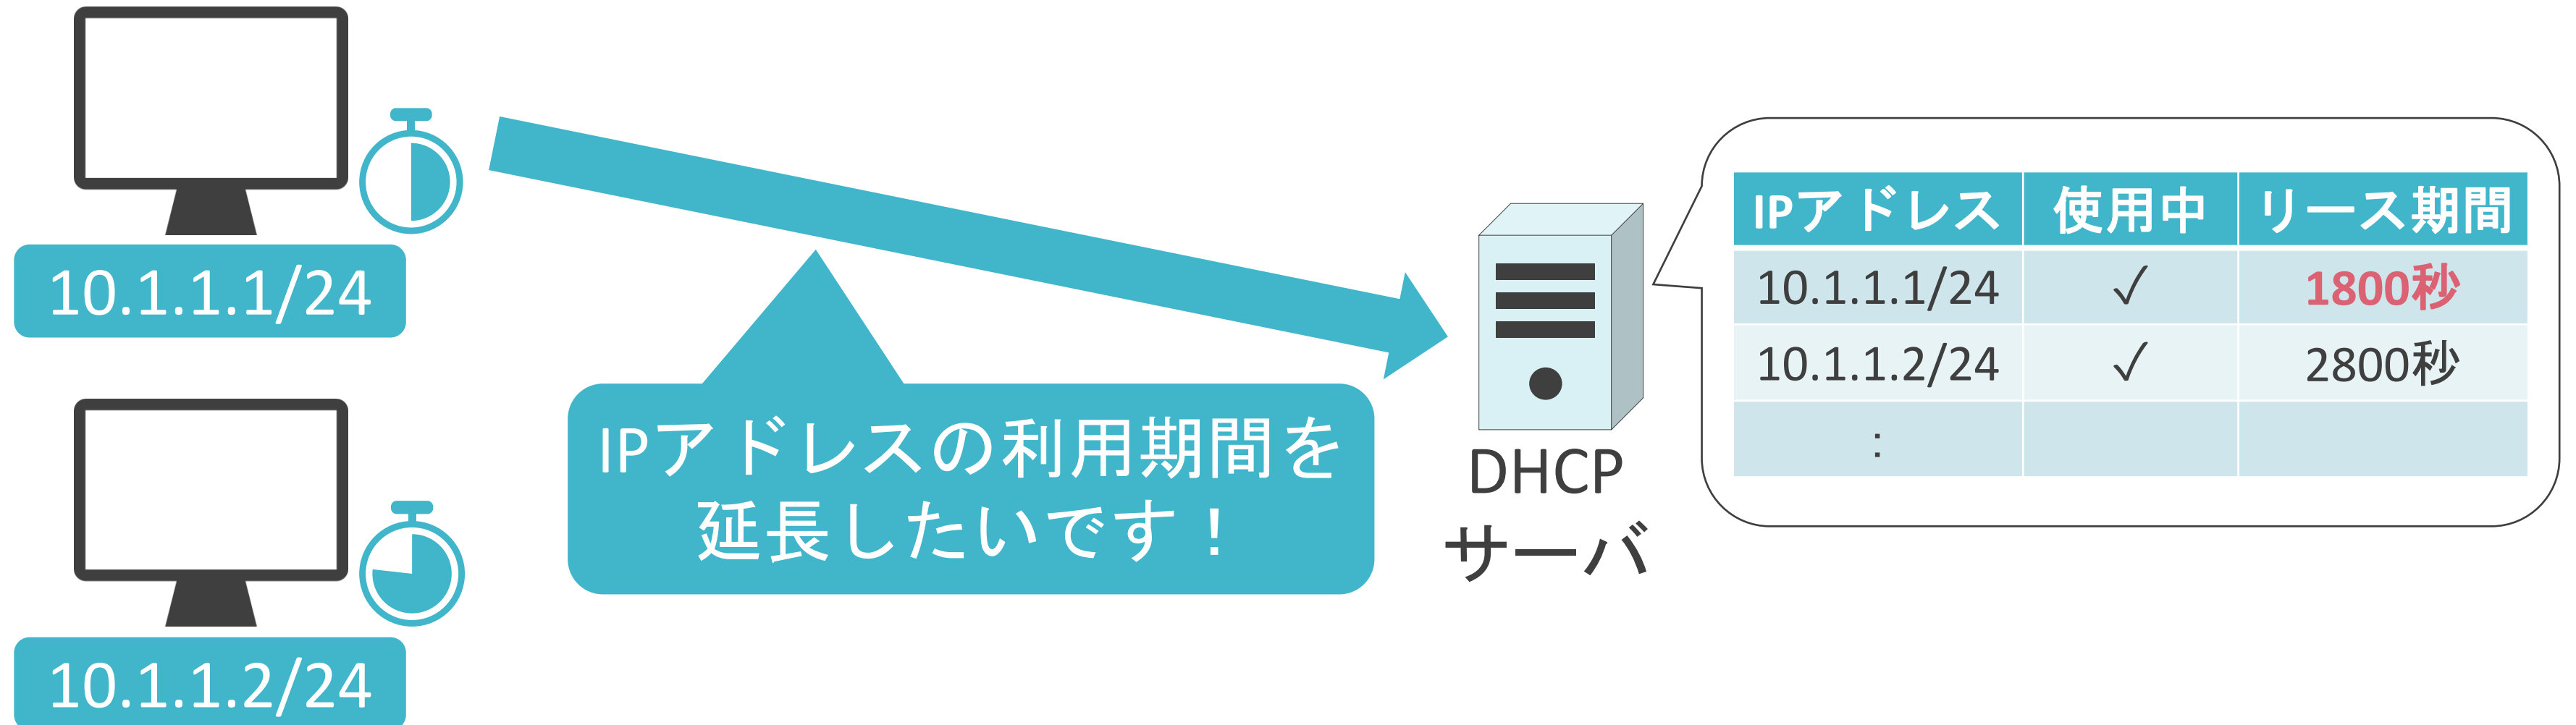 10.1.1.1/24
10.1.1.2/24
IPアドレスの利用期間を
延長したいです！
DHCP
サーバ
IPアドレス 使用中 リース期間
10.1.1.1/24 ✓ 1800秒
10.1.1.2/24 ✓ 2800秒
: